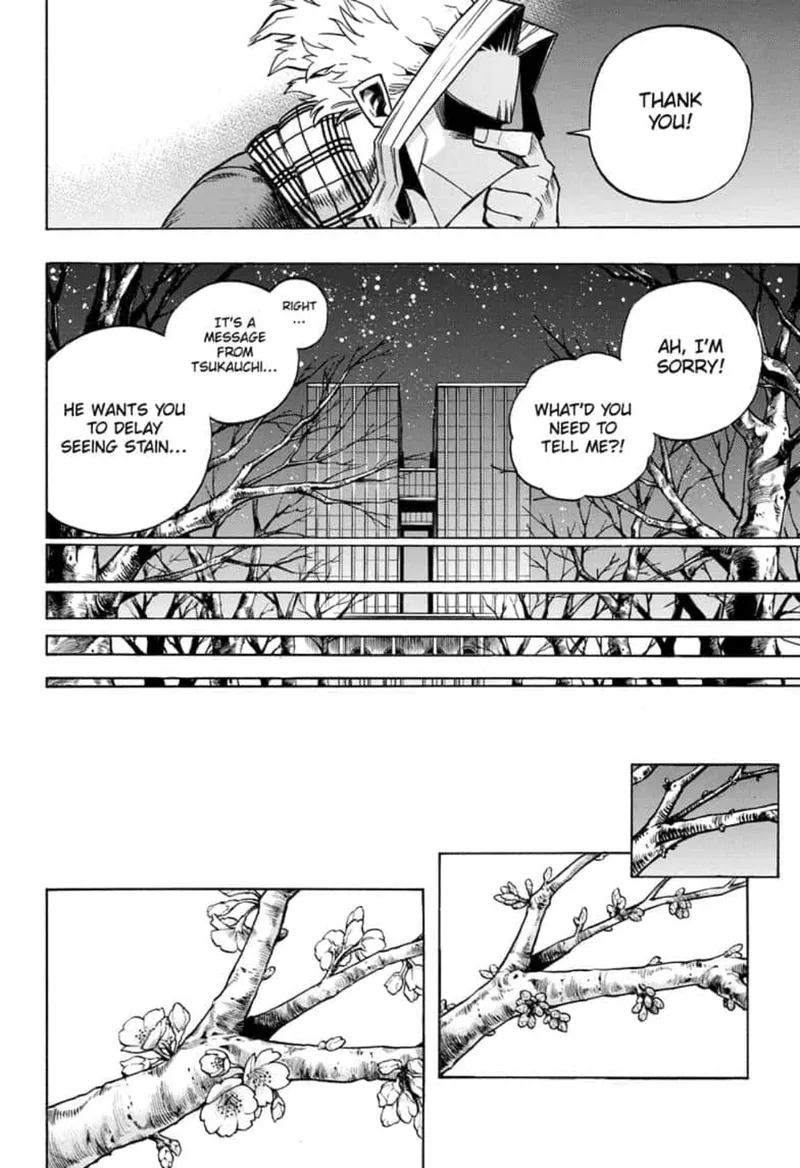 THANK
YOU!
AH, I'M
SORRY!
WHAT'D YOU
NEED TO
TELL ME?!
RIGHT
...
IT'S A
MESSAGE
FROM
TSUKAUCHI...
HE WANTS YOU
TO DELAY
SEEING STAIN...